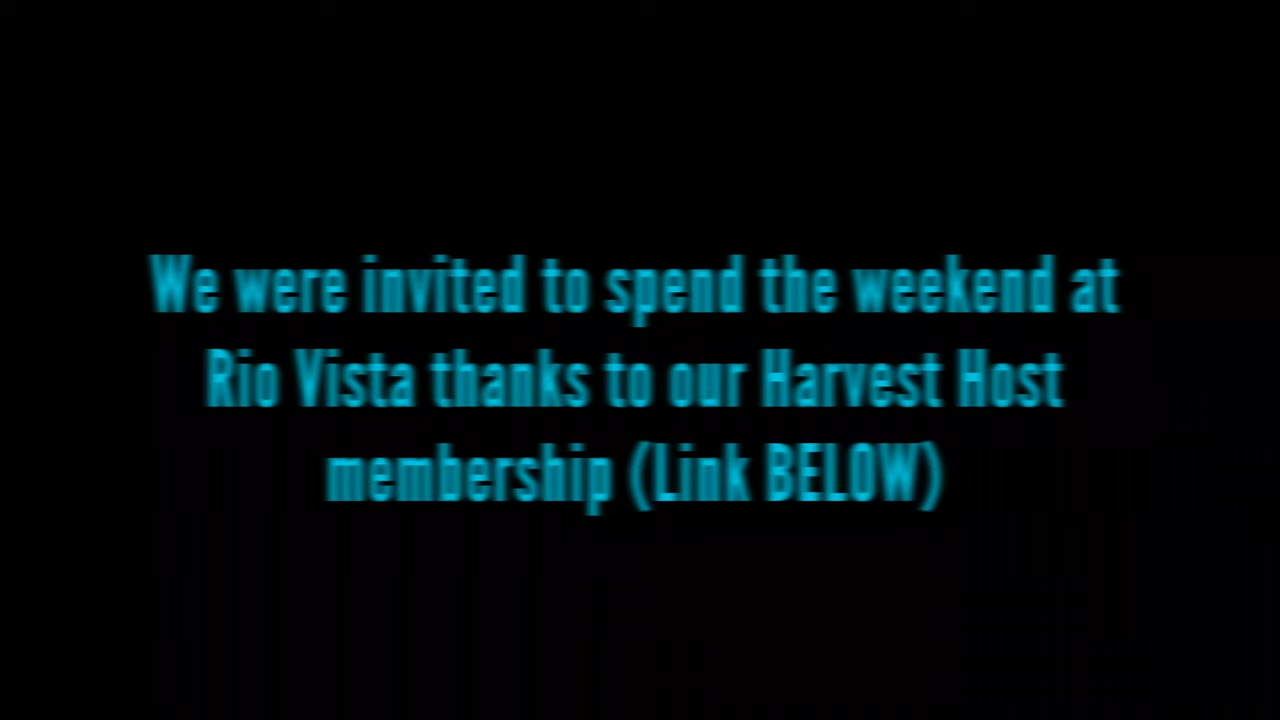 We were invited to spend the weekend at
Rio Vista thanks to our Harvest Host
membership (Link BELOW)